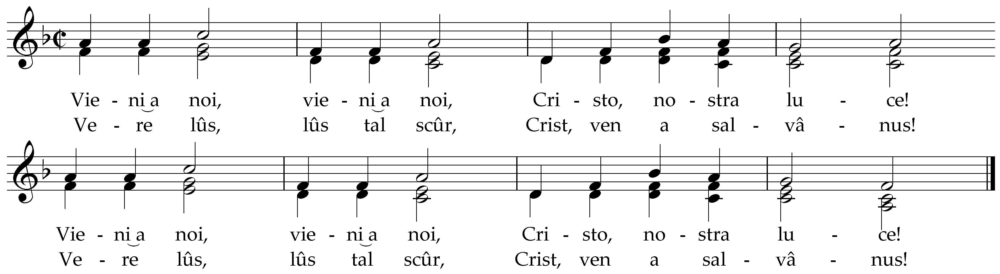 Vie - ni a noi, vie - ni a noi, Cri - sto, no - stra lu - ce!
Ve - re lûs, lûs tal scûr, Crist, ven a sal - vâ - nus!
Vie - ni a noi, vie - ni a noi, Cri - sto, no - stra lu - ce!
Ve - re lûs, lûs tal scûr, Crist, ven a sal - vâ - nus!